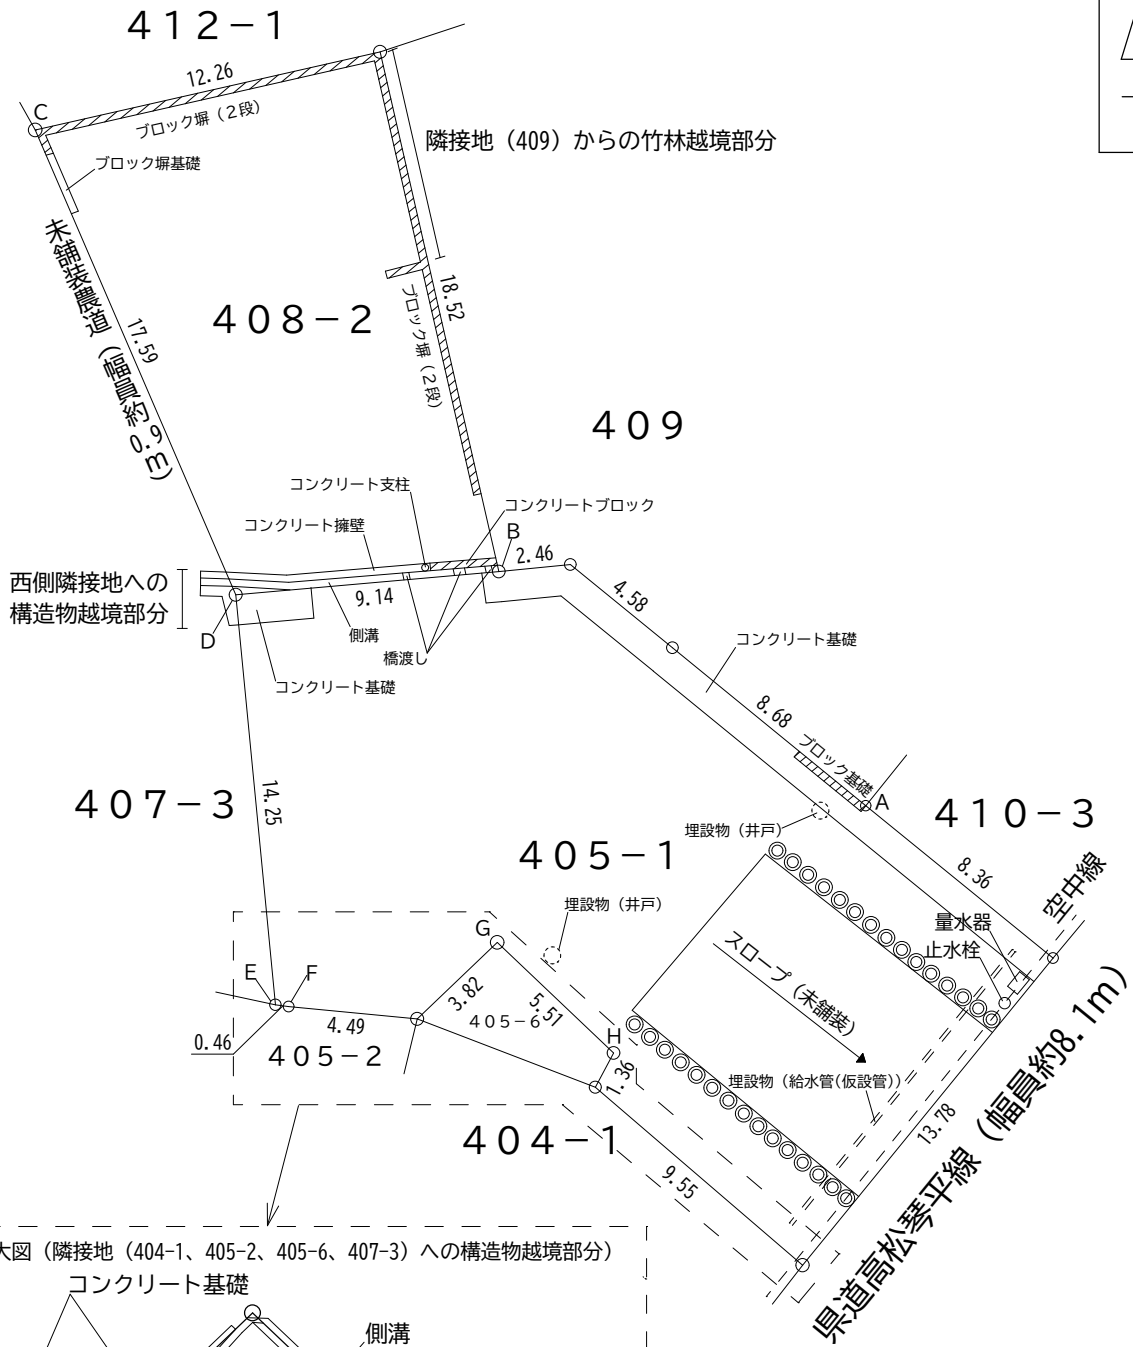 412-1
12.26
C
ブロック塀（2段）
隣接地（409）からの竹林越境部分
ブロック塀基礎
未舗装農道（幅員約0.9m）
17.59
408-2
18.52
ブロック塀（2段）
409
コンクリート支柱
コンクリートブロック
コンクリート擁壁
B
2.46
西側隣接地への
構造物越境部分
9.14
4.58
D
側溝
橋渡し
コンクリート基礎
コンクリート基礎
8.68
ブロック基礎
A
407-3
14.25
410-3
埋設物（井戸）
405-1
8.36
空中線
埋設物（井戸）
量水器
止水栓
G
スロープ（未舗装）
E
F
3.82
5.51
405-6
4.49
0.46
405-2
H
1.36
埋設物（給水管(仮設管)）
404-1
13.78
9.55
県道高松琴平線（幅員約8.1m）
大図（隣接地（404-1、405-2、405-6、407-3）への構造物越境部分）
コンクリート基礎
側溝